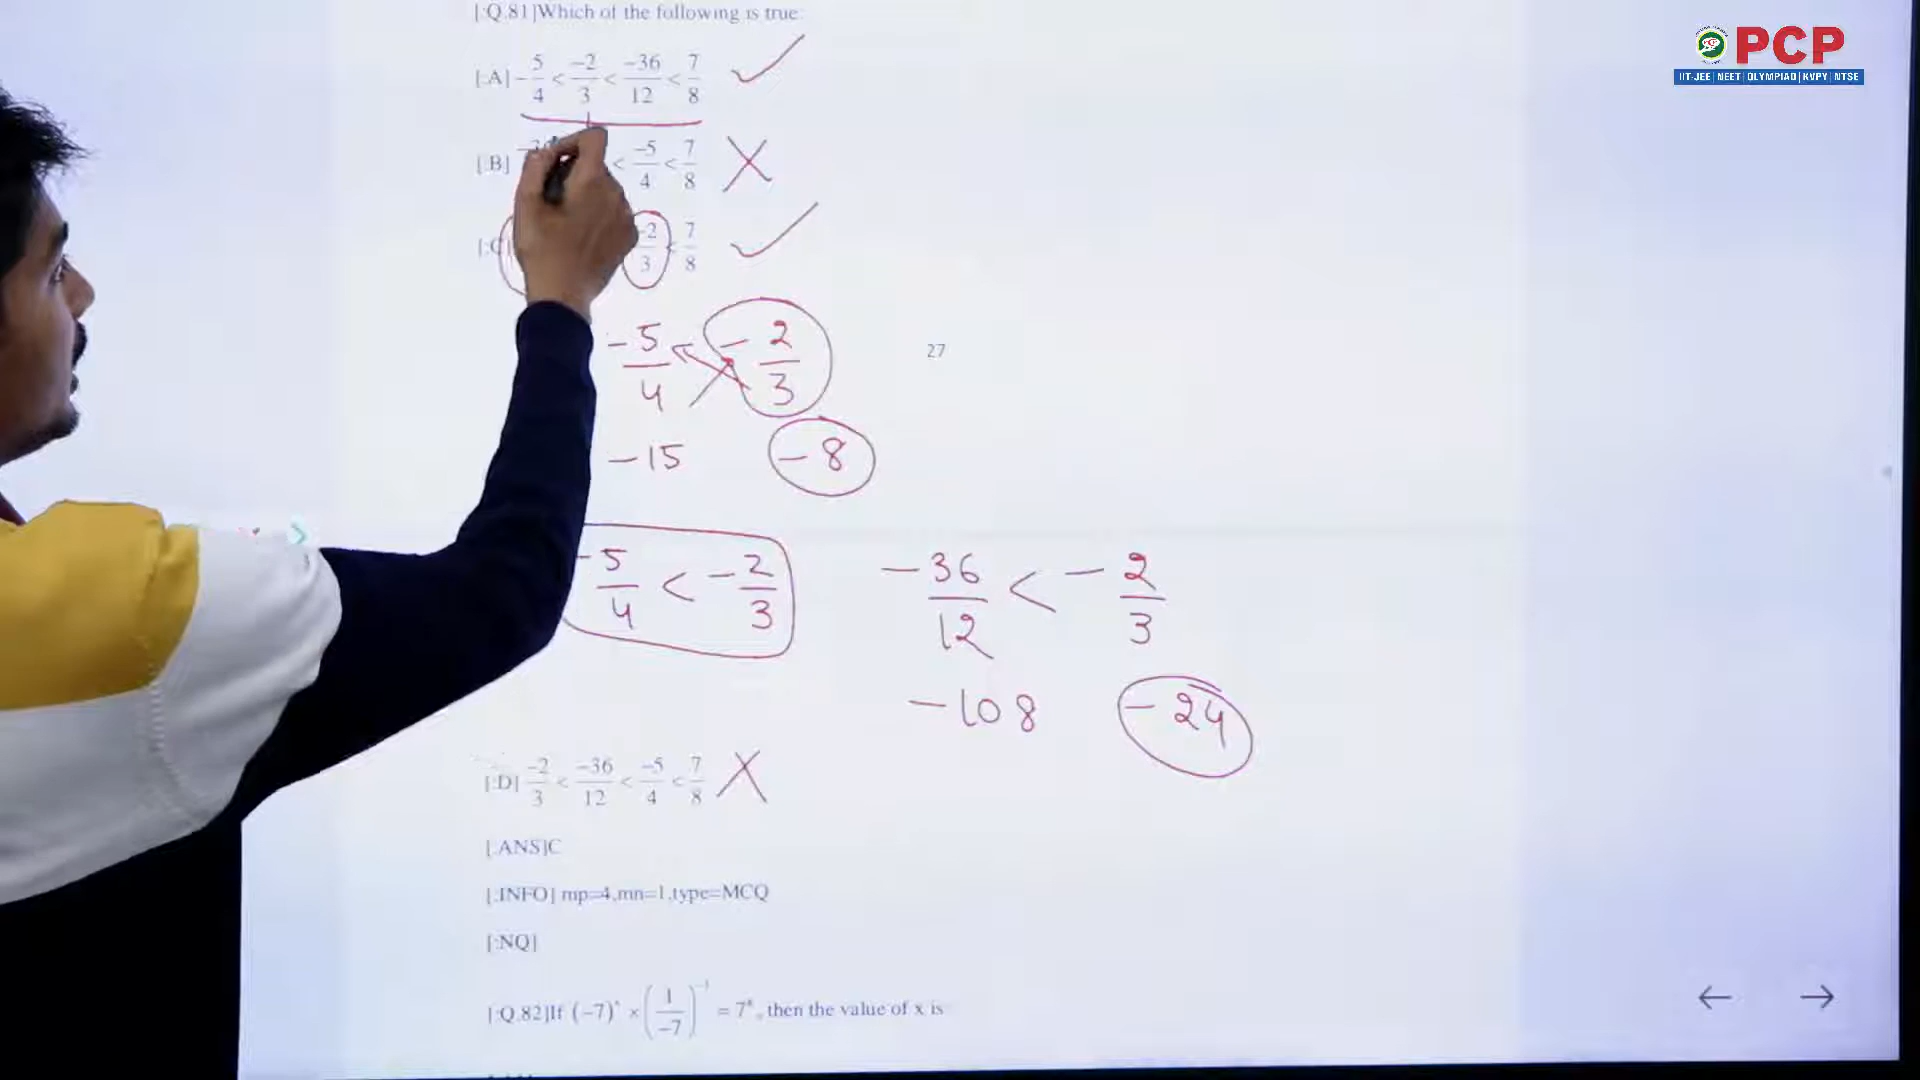 [:Q.81]Which of the following is true:
PCP
IIT-JEE | NEET | OLYMPIAD | KVPY | NTSE
[:A] -5/4 < -2/3 < -36/12 < 7/8 ✓
[:B] < -5/4 < 7/8 X
[:C] -2/3 < 7/8 ✓
-5/4 -2/3
27
-15 -8
-5/4 < -2/3
-36/12 < -2/3
-108 -24
[:D] -2/3 < -36/12 < -5/4 < 7/8 X
[:ANS]C
[:INFO] mp=4,mn=1,type=MCQ
[:NQ]
[:Q.82]If (-7)^x × (1/-7)^-1 = 7^x, then the value of x is
← →